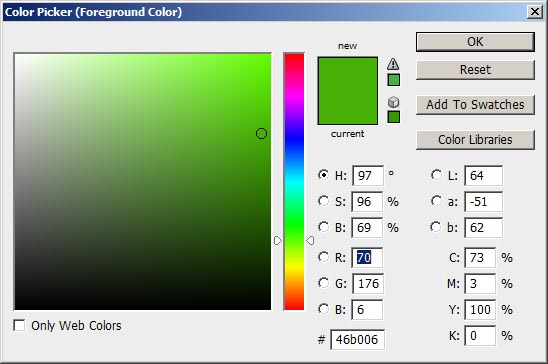 Color Picker (Foreground Color)
new
current
OK
Reset
Add To Swatches
Color Libraries
H: 97 °
S: 96 %
B: 69 %
R: 70
G: 176
B: 6
# 46b006
L: 64
a: -51
b: 62
C: 73 %
M: 3 %
Y: 100 %
K: 0 %
Only Web Colors